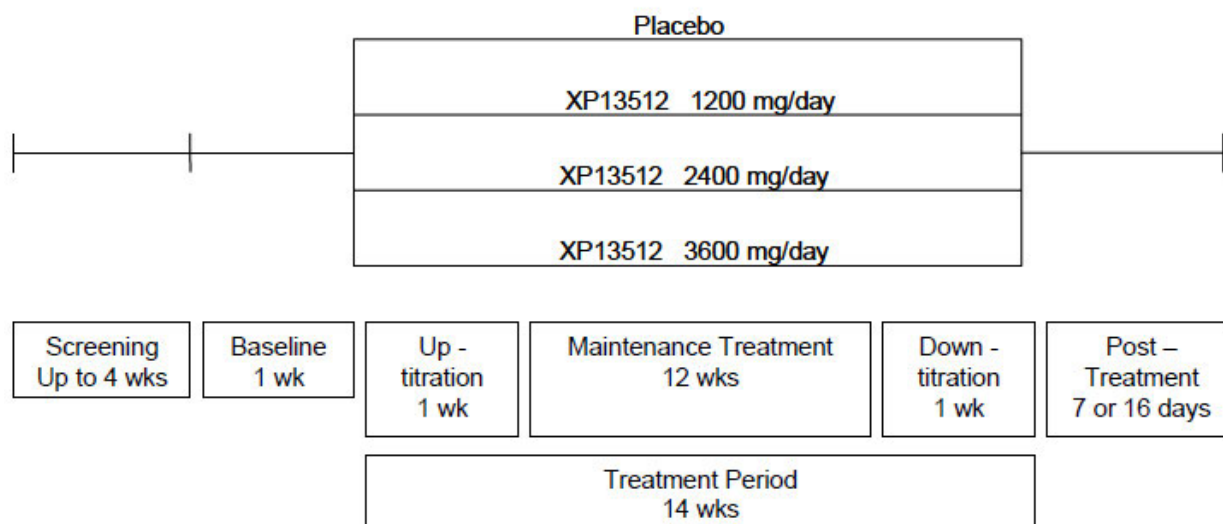 Placebo
XP13512 1200 mg/day
XP13512 2400 mg/day
XP13512 3600 mg/day
Screening
Up to 4 wks
Baseline
1 wk
Up -
titration
1 wk
Maintenance Treatment
12 wks
Down -
titration
1 wk
Post –
Treatment
7 or 16 days
Treatment Period
14 wks